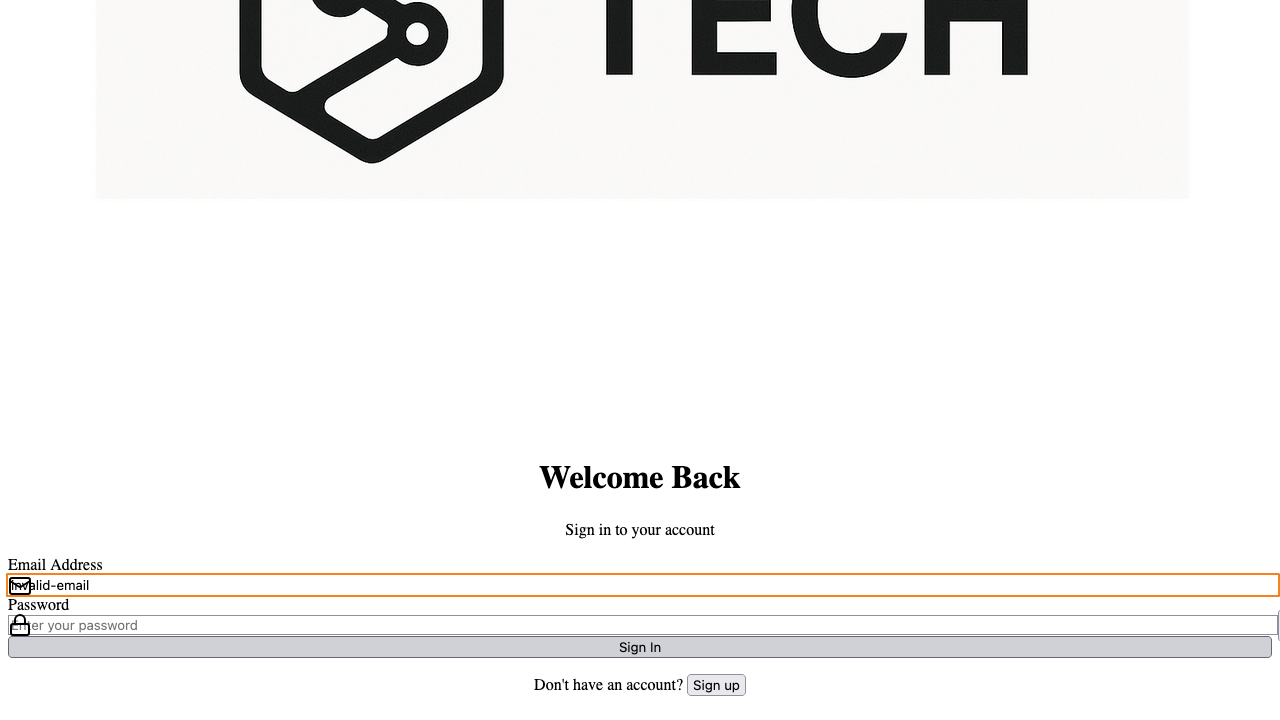 TECH
Welcome Back
Sign in to your account
Email Address
invalid-email
Password
Enter your password
Sign In
Don't have an account? Sign up